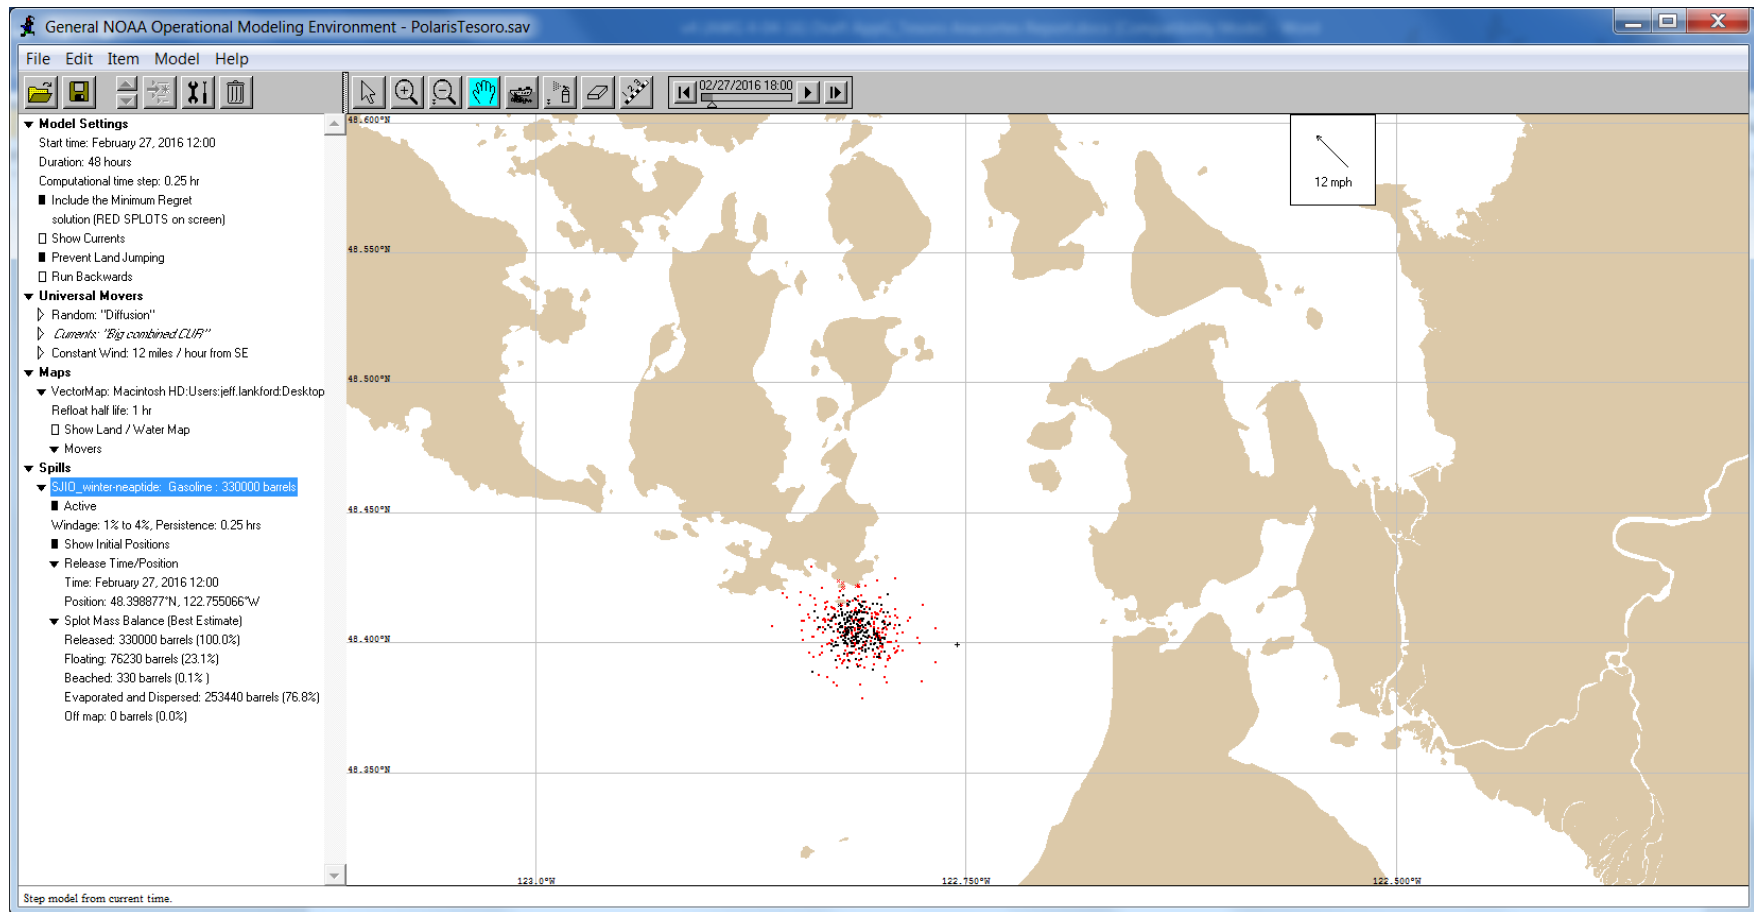 General NOAA Operational Modeling Environment - PolarisTesoro.sav
File Edit Item Model Help
02/27/2016 18:00
Model Settings
Start time: February 27, 2016 12:00
Duration: 48 hours
Computational time step: 0.25 hr
Include the Minimum Regret
solution (RED SPLOTS on screen)
Show Currents
Prevent Land Jumping
Run Backwards
Universal Movers
Random: "Diffusion"
Currents: "Big combined.CUR"
Constant Wind: 12 miles / hour from SE
Maps
VectorMap: Macintosh HD:Users:jeff.lankford:Desktop
Refloat half life: 1 hr
Show Land / Water Map
Movers
Spills
SJIO_winter-neaptide: Gasoline : 330000 barrels
Active
Windage: 1% to 4%, Persistence: 0.25 hrs
Show Initial Positions
Release Time/Position
Time: February 27, 2016 12:00
Position: 48.398877°N, 122.755066°W
Splot Mass Balance (Best Estimate)
Released: 330000 barrels (100.0%)
Floating: 76230 barrels (23.1%)
Beached: 330 barrels (0.1% )
Evaporated and Dispersed: 253440 barrels (76.8%)
Off map: 0 barrels (0.0%)
48.600°N
12 mph
48.550°N
48.500°N
48.450°N
48.400°N
48.350°N
123.0°W
122.750°W
122.500°W
Step model from current time.